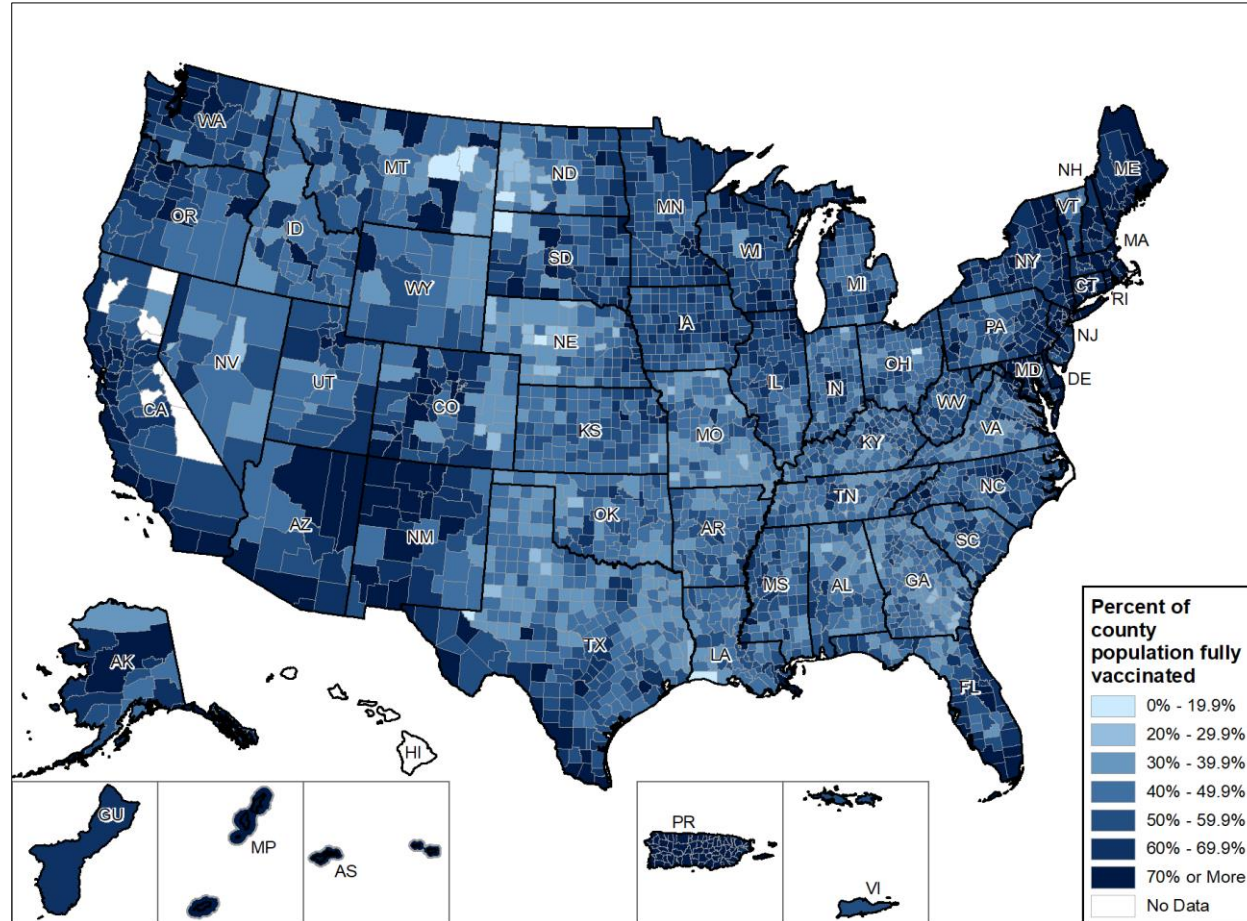 WA
MT
ND
MN
OR
ID
SD
WI
MI
WY
IA
NE
NV
UT
CO
CA
KS
MO
IL
IN
OH
PA
NY
VT
NH
ME
MA
CT
RI
NJ
DE
MD
WV
VA
KY
NC
TN
SC
AZ
NM
OK
AR
MS
AL
GA
TX
LA
FL
AK
HI
GU
MP
AS
PR
VI
Percent of
county
population fully
vaccinated
0% - 19.9%
20% - 29.9%
30% - 39.9%
40% - 49.9%
50% - 59.9%
60% - 69.9%
70% or More
No Data